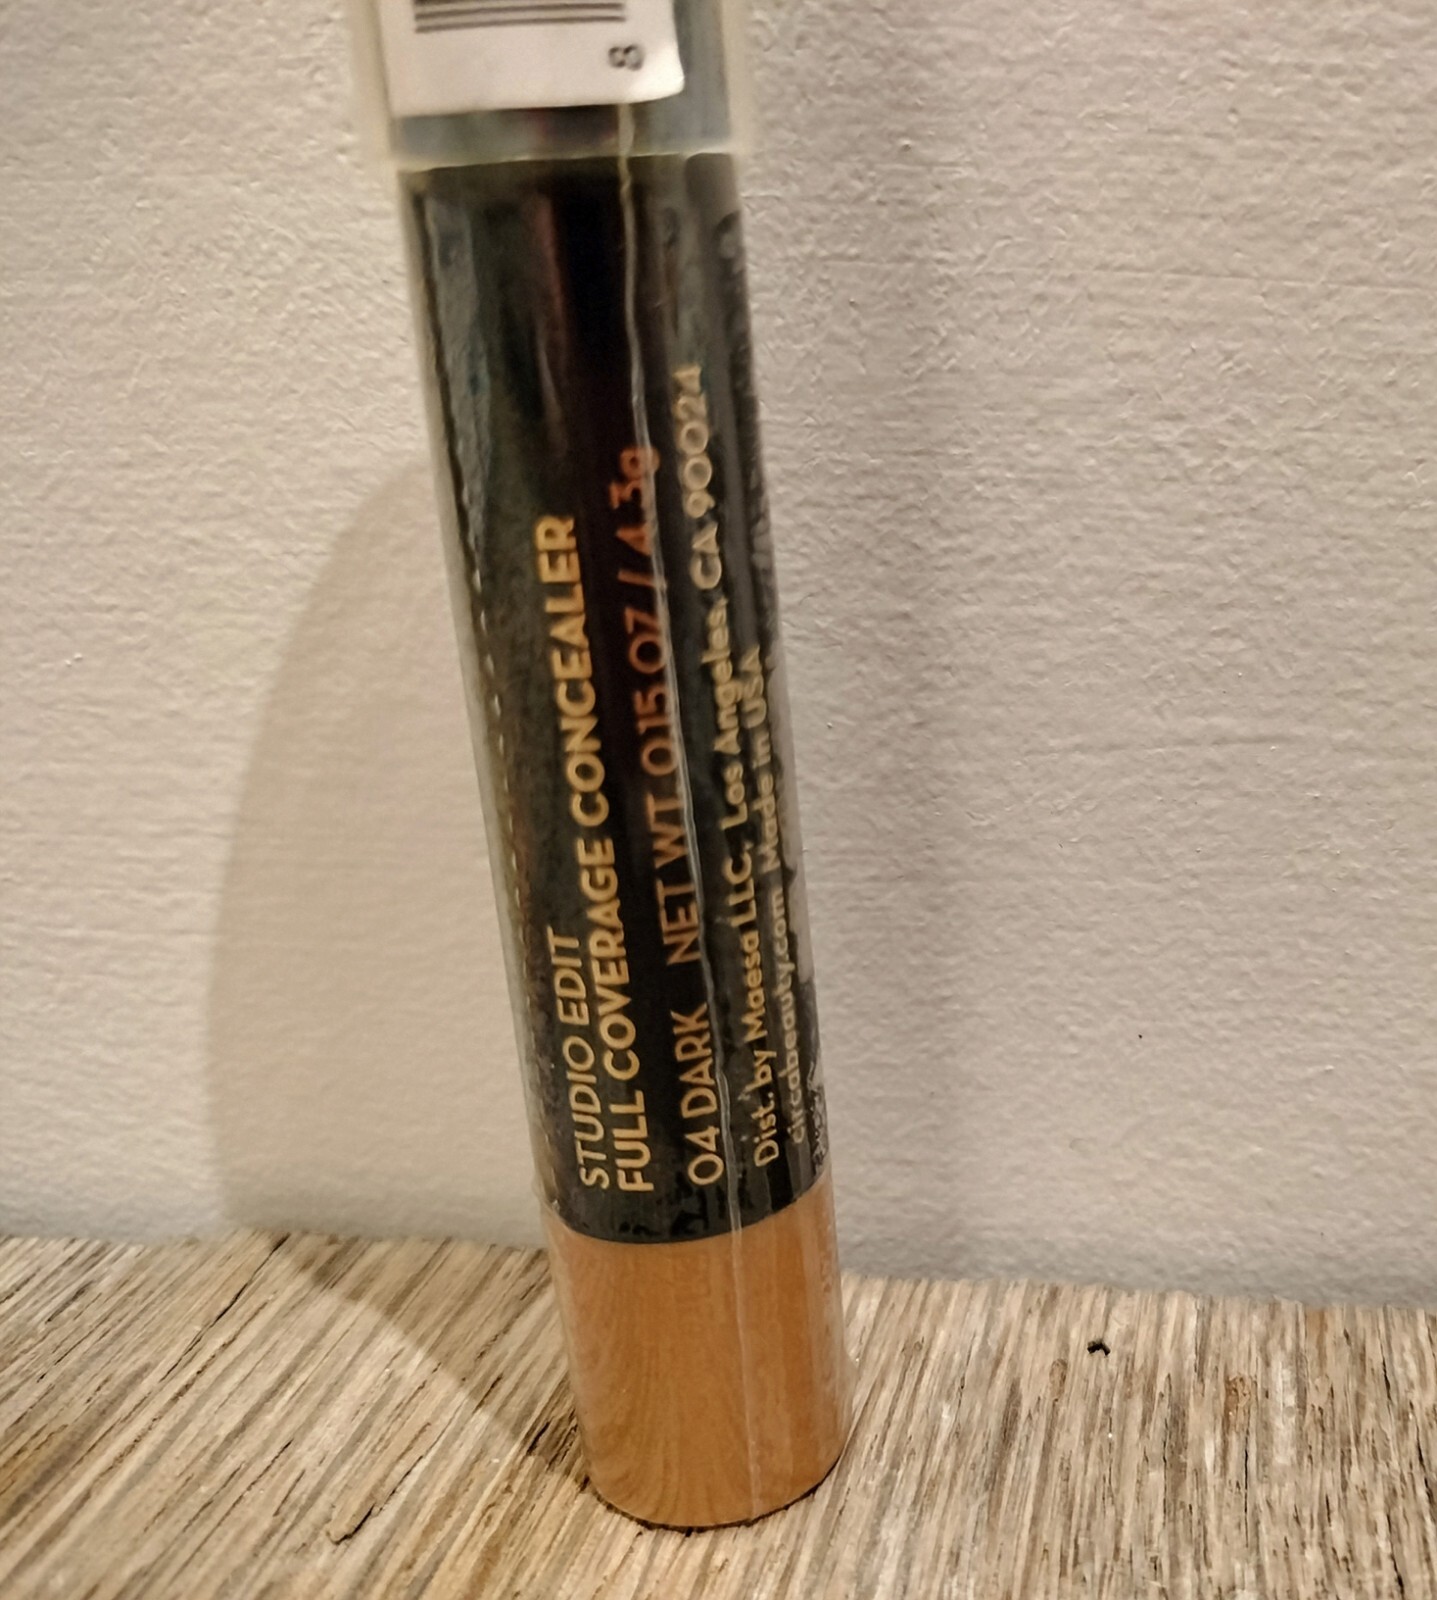 8
STUDIO EDIT
FULL COVERAGE CONCEALER
04 DARK NET WT. 0.15 OZ / 4.3g
Dist. by Maesa LLC, Los Angeles, CA 90024
circabeauty.com Made in USA